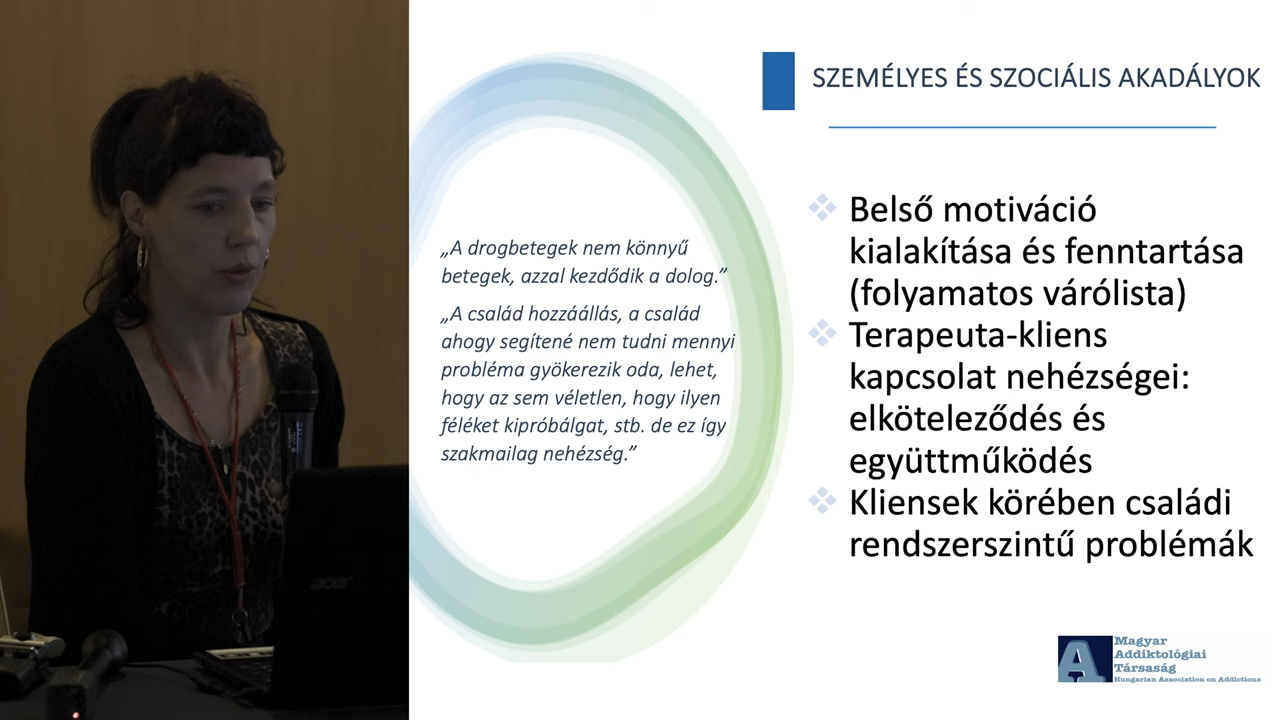 SZEMÉLYES ÉS SZOCIÁLIS AKADÁLYOK
„A drogbetegek nem könnyű
betegek, azzal kezdődik a dolog.”
„A család hozzáállás, a család
ahogy segítené nem tudni mennyi
probléma gyökerezik oda, lehet,
hogy az sem véletlen, hogy ilyen
féléket kipróbálgat, stb. de ez így
szakmailag nehézség.”
Belső motiváció
kialakítása és fenntartása
(folyamatos várólista)
Terapeuta-kliens
kapcsolat nehézségei:
elköteleződés és
együttműködés
Kliensek körében családi
rendszerszintű problémák
acer
Magyar
Addiktológiai
Társaság
Hungarian Association on Addictions